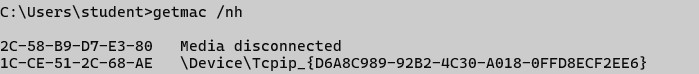 C:\Users\student>getmac /nh
2C-58-B9-D7-E3-80   Media disconnected
1C-CE-51-2C-68-AE   \Device\Tcpip_{D6A8C989-92B2-4C30-A018-0FFD8ECF2EE6}